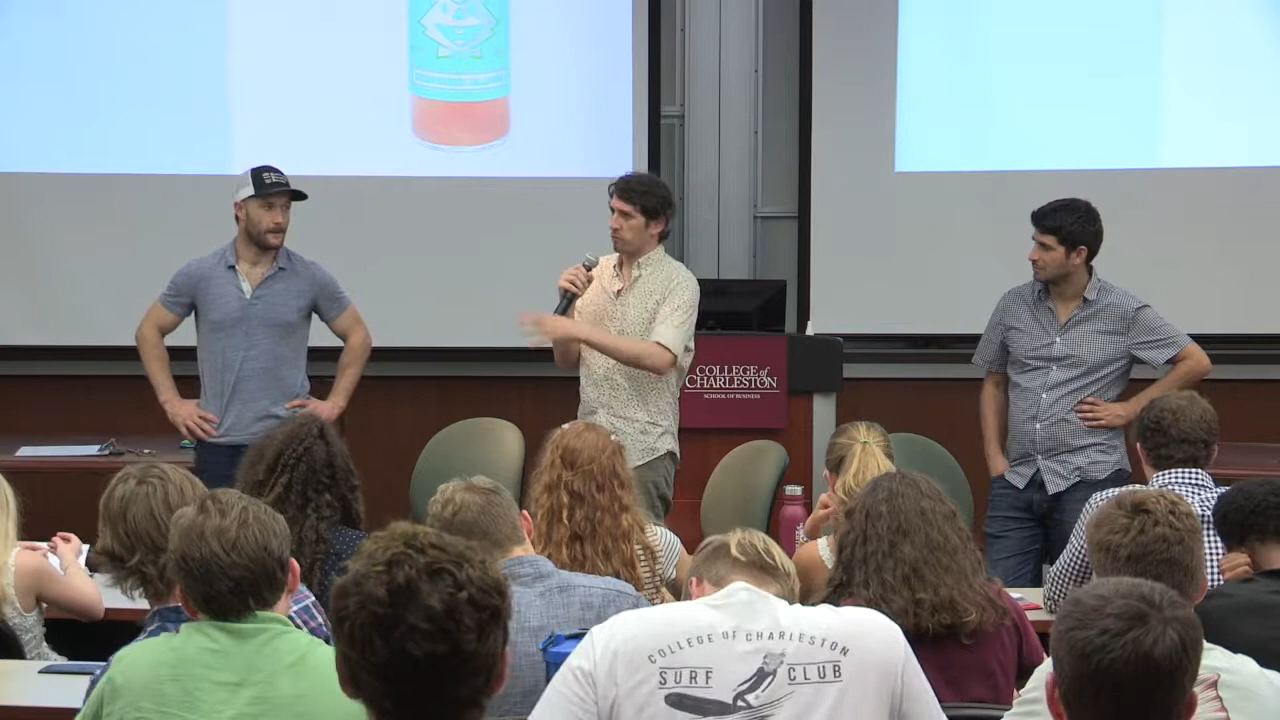 COLLEGE of
CHARLESTON
SCHOOL OF BUSINESS
COLLEGE OF CHARLESTON
SURF CLUB